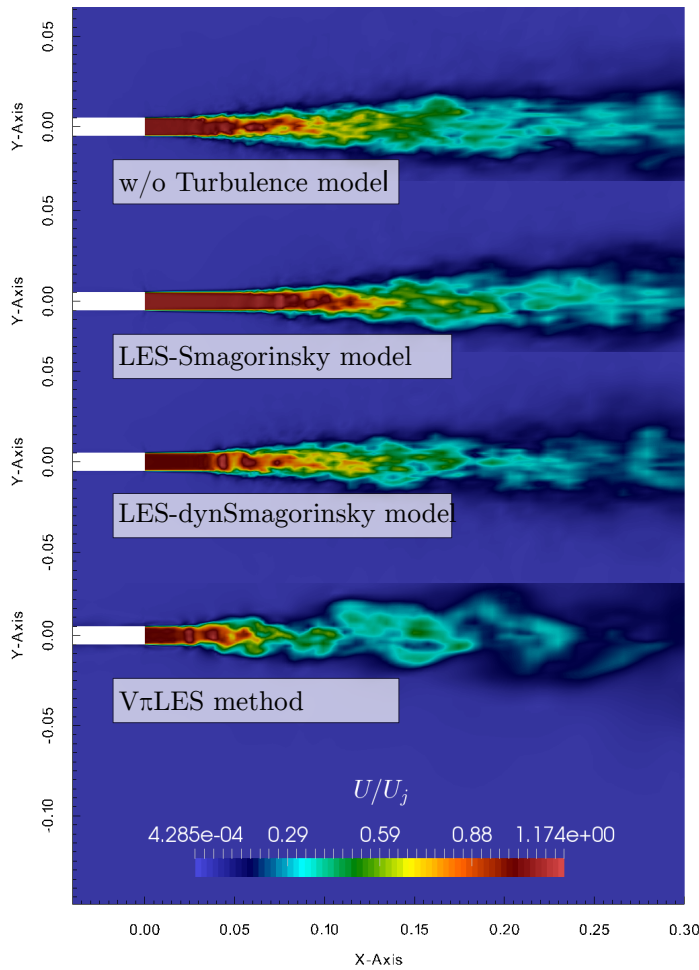 0.05
0.00
Y-Axis
w/o Turbulence model
0.05
0.00
Y-Axis
LES-Smagorinsky model
0.05
0.00
Y-Axis
LES-dynSmagorinsky model
-0.05
0.00
Y-Axis
VπLES method
-0.05
-0.10
U/U_j
4.285e-04 0.29 0.59 0.88 1.174e+00
0.00 0.05 0.10 0.15 0.20 0.25 0.30
X-Axis